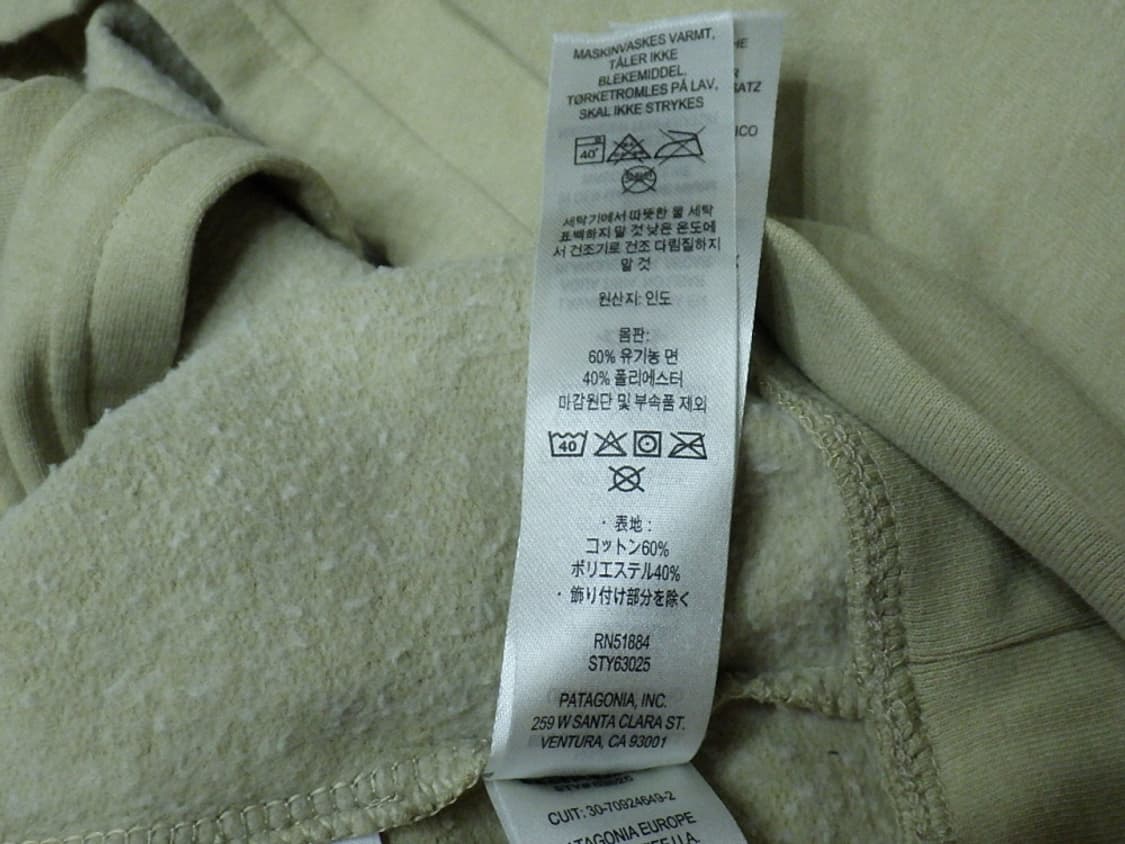 MASKINVASKES VARMT,
TÅLER IKKE
BLEKEMIDDEL,
TØRKETROMLES PÅ LAV,
SKAL IKKE STRYKES
40°
세탁기에서 따뜻한 물 세탁
표백하지 말 것 낮은 온도에
서 건조기로 건조 다림질하지
말 것
원산지: 인도
몸판:
60% 유기농 면
40% 폴리에스터
마감원단 및 부속품 제외
40
・表地：
コットン60%
ポリエステル40%
・飾り付け部分を除く
RN51884
STY63025
PATAGONIA, INC.
259 W SANTA CLARA ST.
VENTURA, CA 93001
STY63025
CUIT: 30-70924649-2
PATAGONIA EUROPE